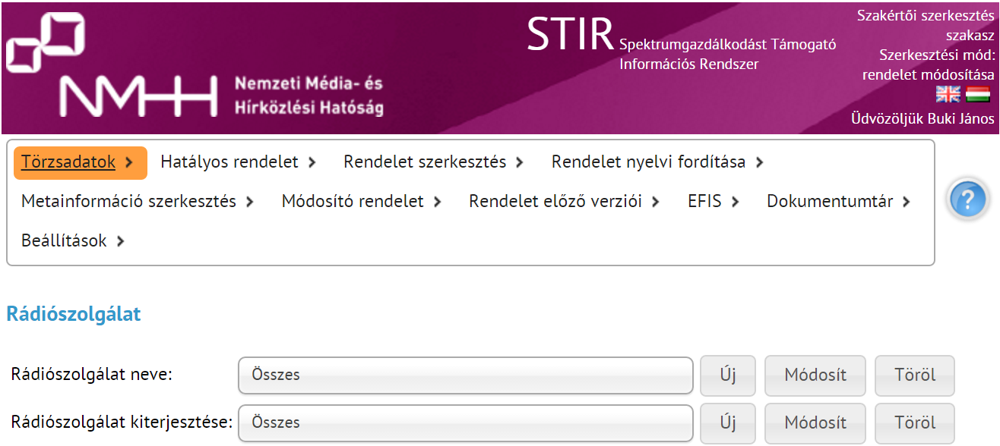 NMHH
Nemzeti Média- és
Hírközlési Hatóság
STIR
Spektrumgazdálkodást Támogató
Információs Rendszer
Szakértői szerkesztés
szakasz
Szerkesztési mód:
rendelet módosítása
Üdvözöljük Buki János
Törzsadatok Hatályos rendelet Rendelet szerkesztés Rendelet nyelvi fordítása
Metainformáció szerkesztés Módosító rendelet Rendelet előző verziói EFIS Dokumentumtár
Beállítások
?
Rádiószolgálat
Rádiószolgálat neve: Összes Új Módosít Töröl
Rádiószolgálat kiterjesztése: Összes Új Módosít Töröl